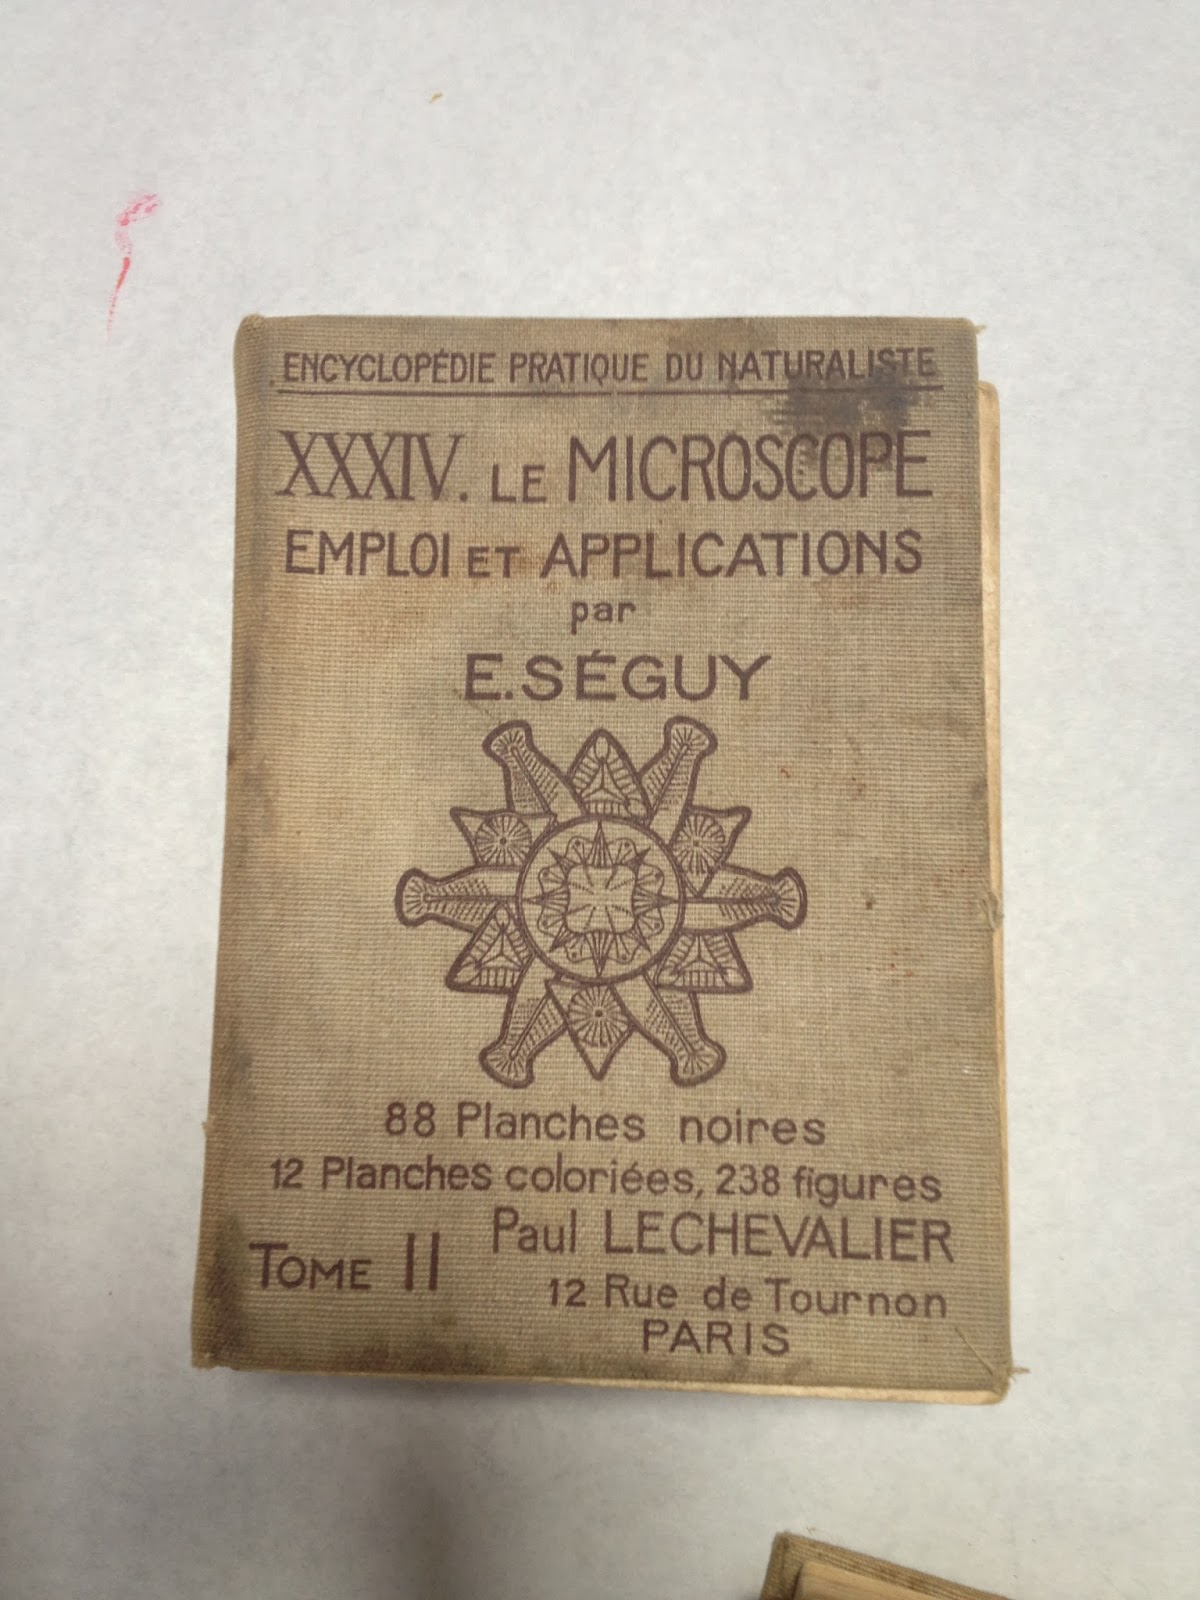 ENCYCLOPÉDIE PRATIQUE DU NATURALISTE
XXXIV. LE MICROSCOPE
EMPLOI ET APPLICATIONS
par
E. SÉGUY
88 Planches noires
12 Planches coloriées, 238 figures
Paul LECHEVALIER
TOME II
12 Rue de Tournon
PARIS